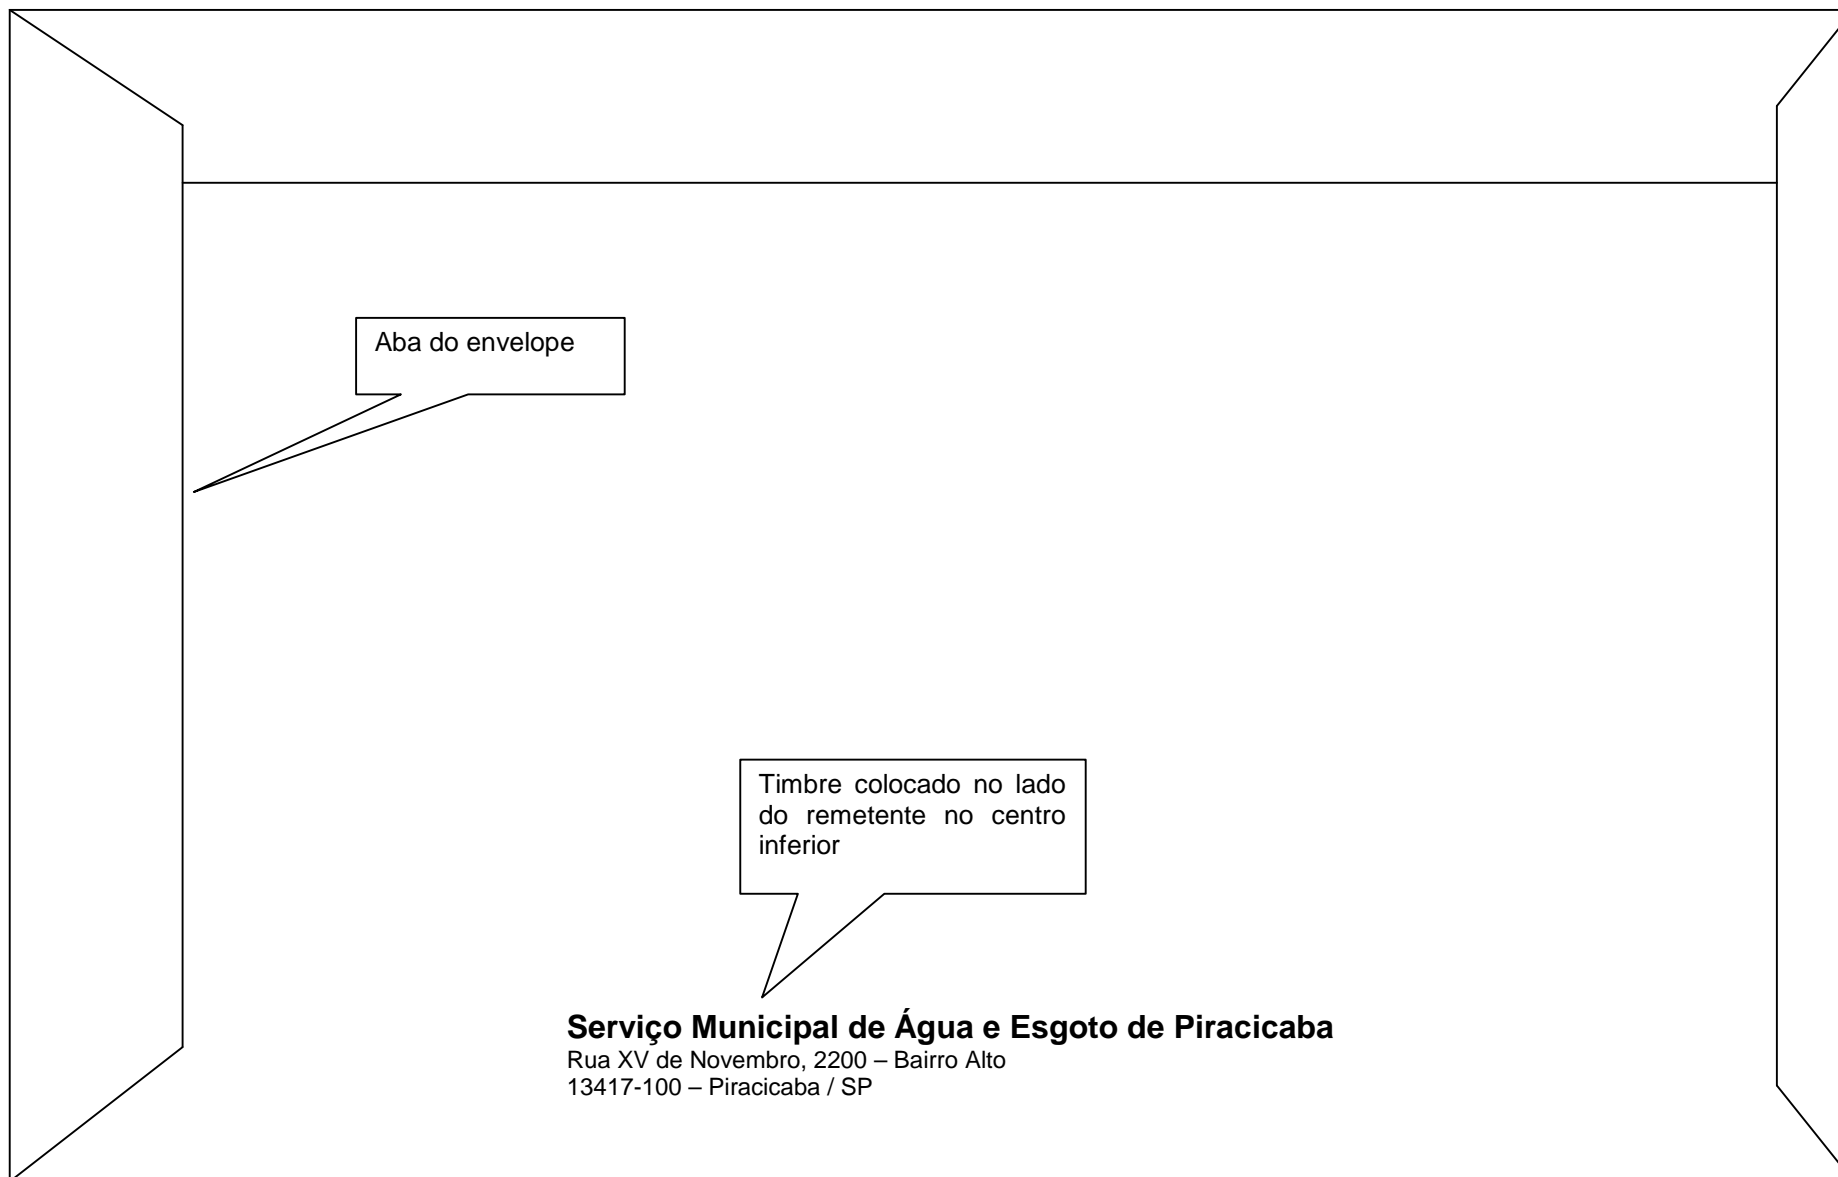 Aba do envelope
Timbre colocado no lado
do remetente no centro
inferior
Serviço Municipal de Água e Esgoto de Piracicaba
Rua XV de Novembro, 2200 – Bairro Alto
13417-100 – Piracicaba / SP